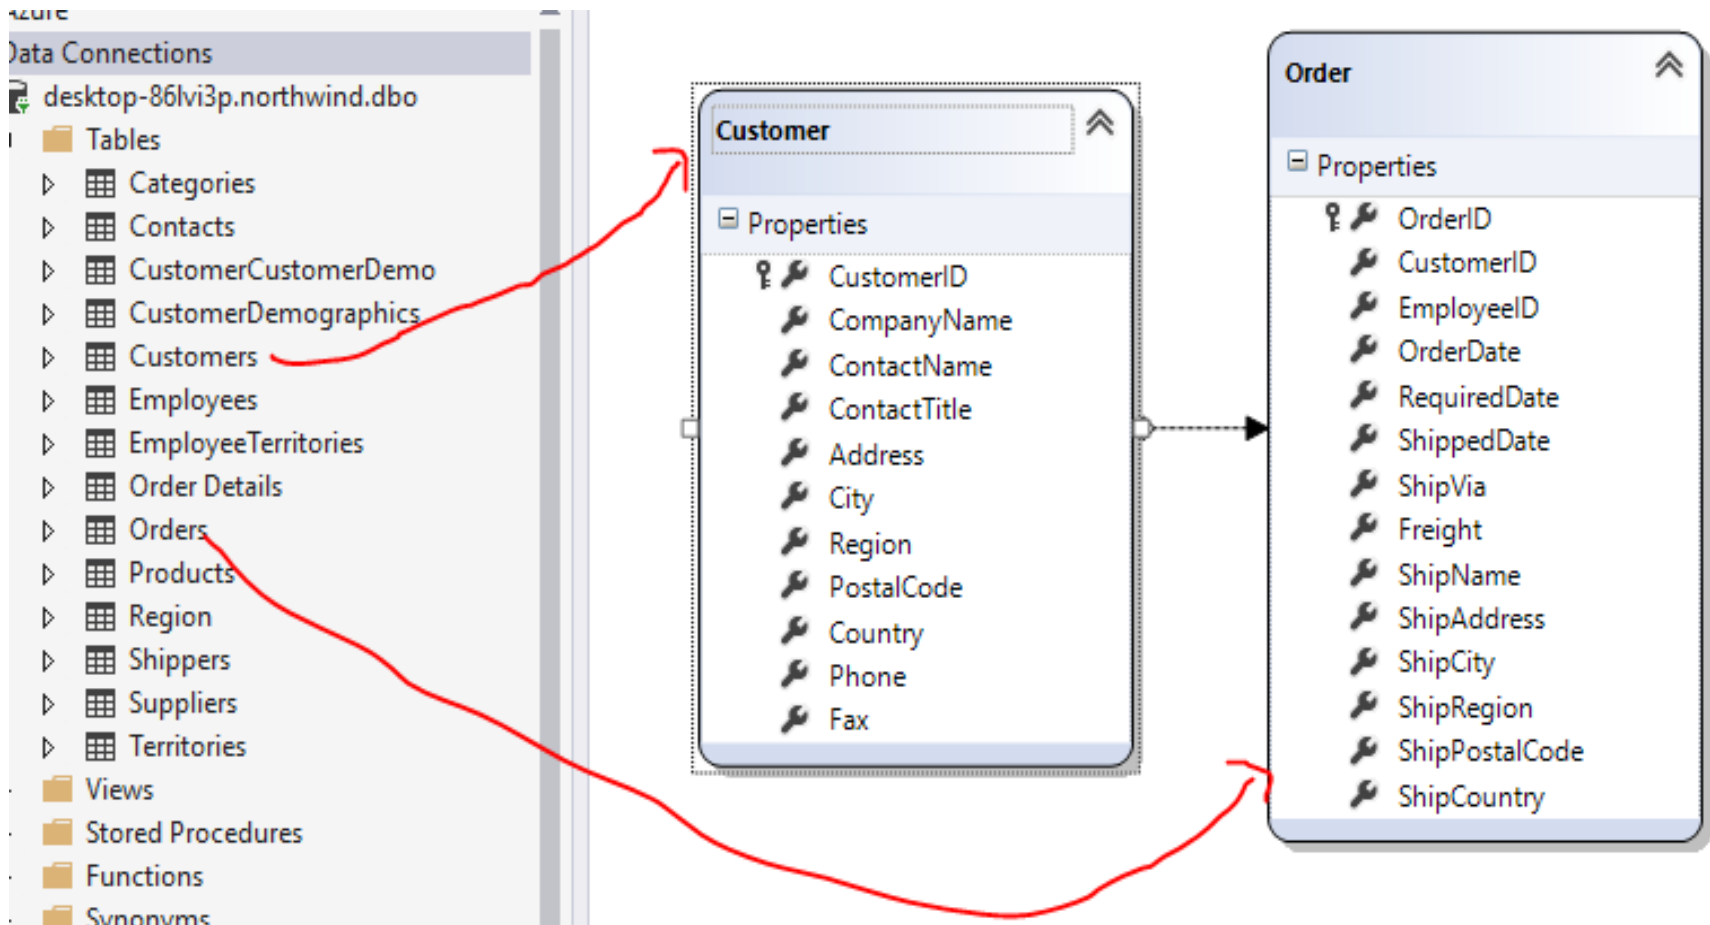 Azure
Data Connections
desktop-86lvi3p.northwind.dbo
Tables
Categories
Contacts
CustomerCustomerDemo
CustomerDemographics
Customers
Employees
EmployeeTerritories
Order Details
Orders
Products
Region
Shippers
Suppliers
Territories
Views
Stored Procedures
Functions
Synonyms
Customer
Properties
CustomerID
CompanyName
ContactName
ContactTitle
Address
City
Region
PostalCode
Country
Phone
Fax
Order
Properties
OrderID
CustomerID
EmployeeID
OrderDate
RequiredDate
ShippedDate
ShipVia
Freight
ShipName
ShipAddress
ShipCity
ShipRegion
ShipPostalCode
ShipCountry